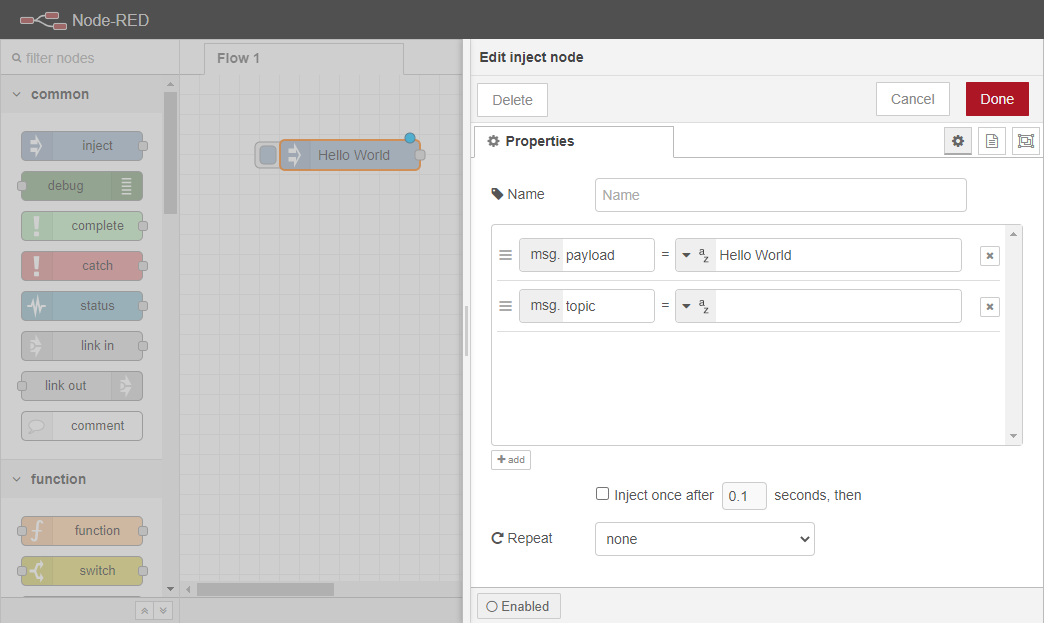 Node-RED
filter nodes
common
inject
debug
complete
catch
status
link in
link out
comment
function
function
switch
Flow 1
Hello World
Edit inject node
Delete
Cancel
Done
Properties
Name
Name
msg. payload = az Hello World
msg. topic = az
add
Inject once after 0.1 seconds, then
Repeat none
Enabled